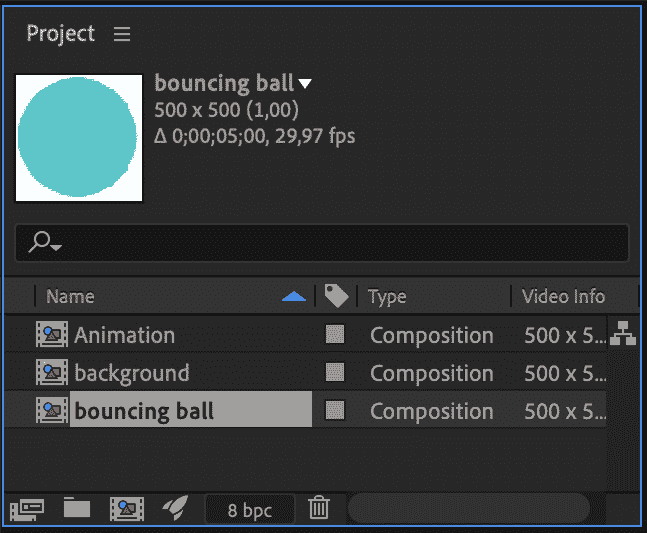 Project
bouncing ball
500 x 500 (1,00)
Δ 0;00;05;00, 29,97 fps
Name Type Video Info
Animation Composition 500 x 5...
background Composition 500 x 5...
bouncing ball Composition 500 x 5...
8 bpc